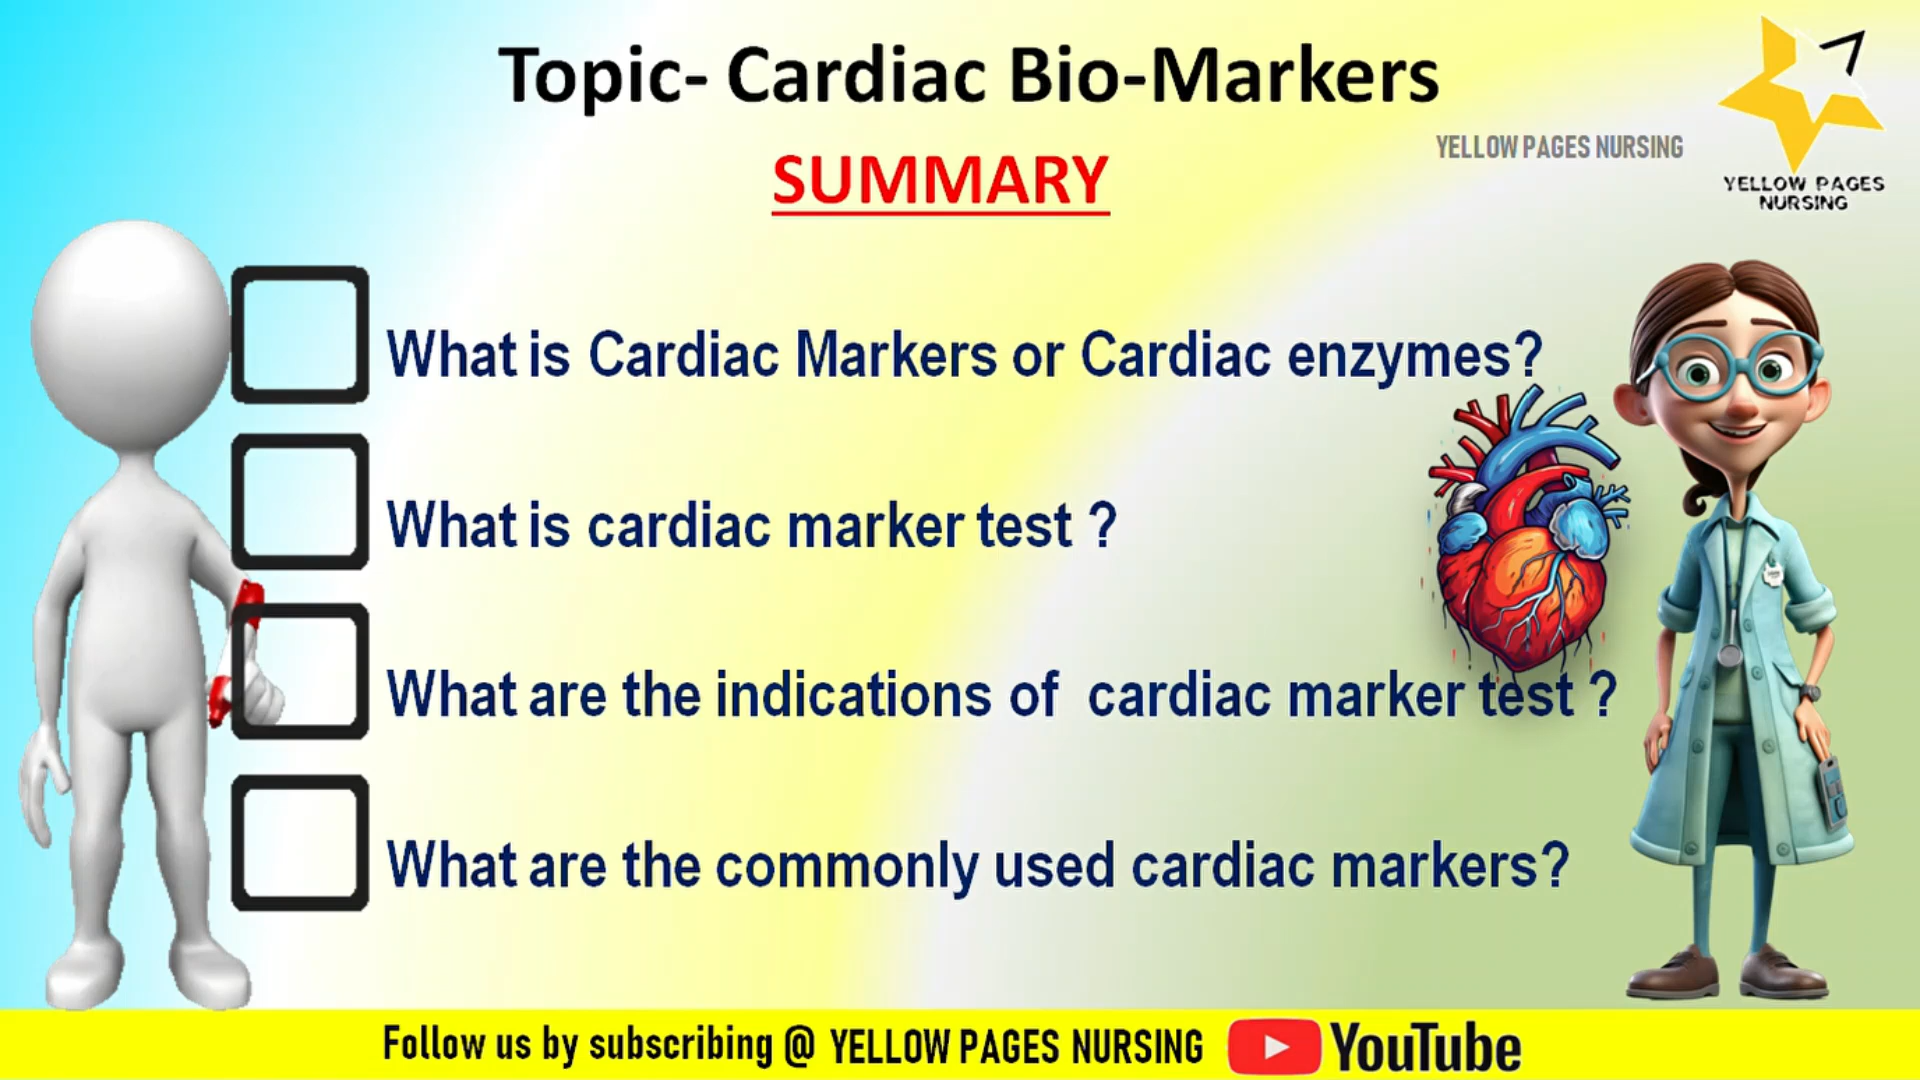 Topic- Cardiac Bio-Markers
SUMMARY
YELLOW PAGES NURSING
YELLOW PAGES
NURSING
What is Cardiac Markers or Cardiac enzymes?
What is cardiac marker test ?
What are the indications of cardiac marker test ?
What are the commonly used cardiac markers?
Follow us by subscribing @ YELLOW PAGES NURSING YouTube